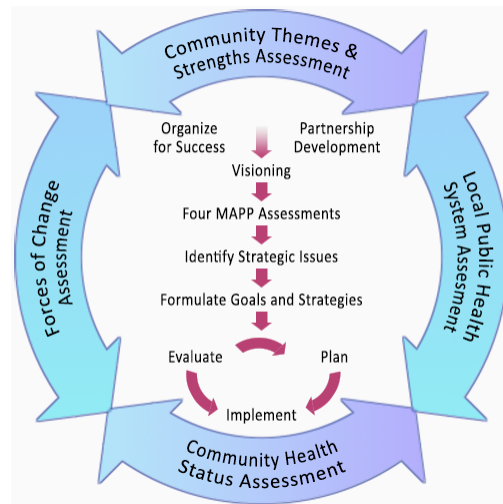 Community Themes &
Strengths Assessment
Organize
for Success
Partnership
Development
Visioning
Four MAPP Assessments
Identify Strategic Issues
Formulate Goals and Strategies
Evaluate
Plan
Implement
Forces of Change
Assessment
Local Public Health
System Assesment
Community Health
Status Assessment